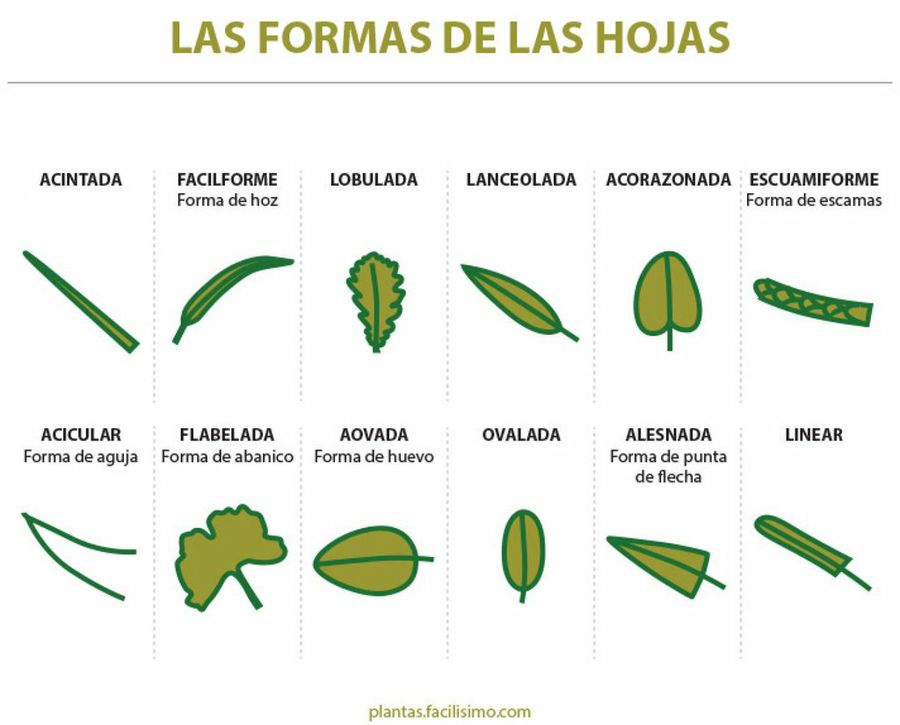 LAS FORMAS DE LAS HOJAS
ACINTADA
FACILFORME
Forma de hoz
LOBULADA
LANCEOLADA
ACORAZONADA
ESCUAMIFORME
Forma de escamas
ACICULAR
Forma de aguja
FLABELADA
Forma de abanico
AOVADA
Forma de huevo
OVALADA
ALESNADA
Forma de punta
de flecha
LINEAR
plantas.facilisimo.com